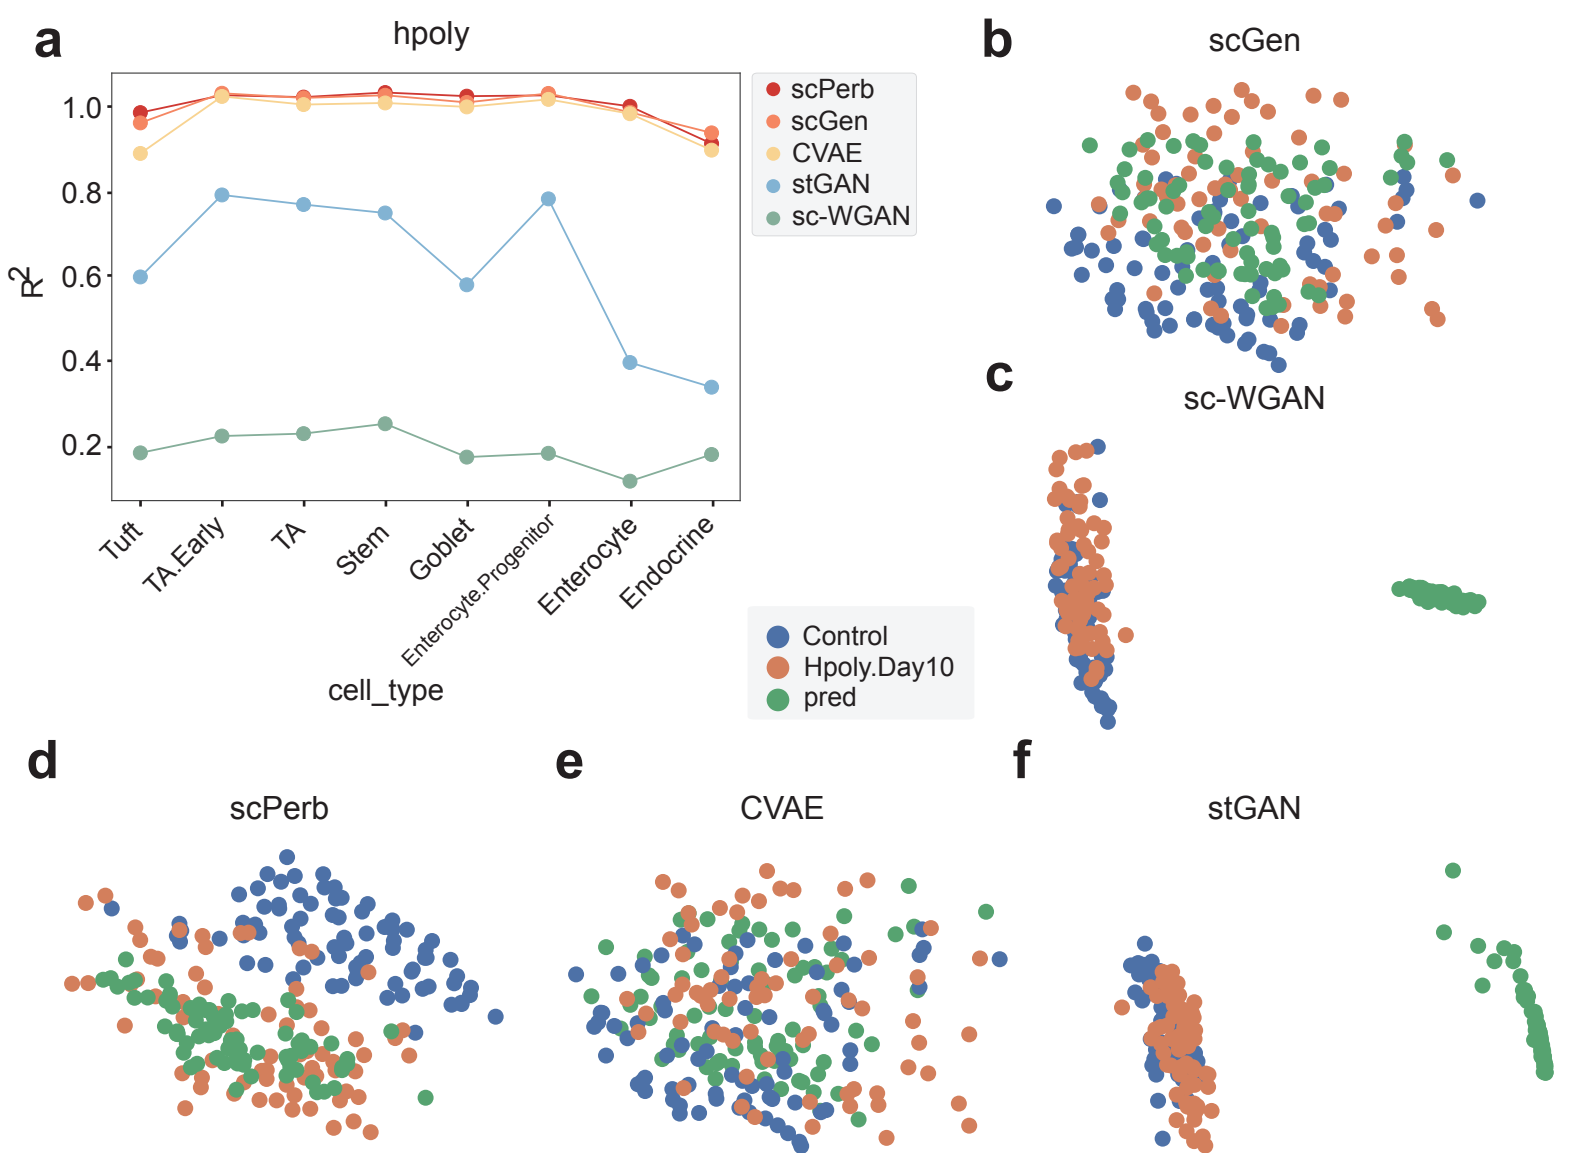 a
hpoly
1.0
0.8
0.6
0.4
0.2
R2
Tuft
TA.Early
TA
Stem
Goblet
Enterocyte.Progenitor
Enterocyte
Endocrine
cell_type
scPerb
scGen
CVAE
stGAN
sc-WGAN
b
scGen
c
sc-WGAN
Control
Hpoly.Day10
pred
d
scPerb
e
CVAE
f
stGAN